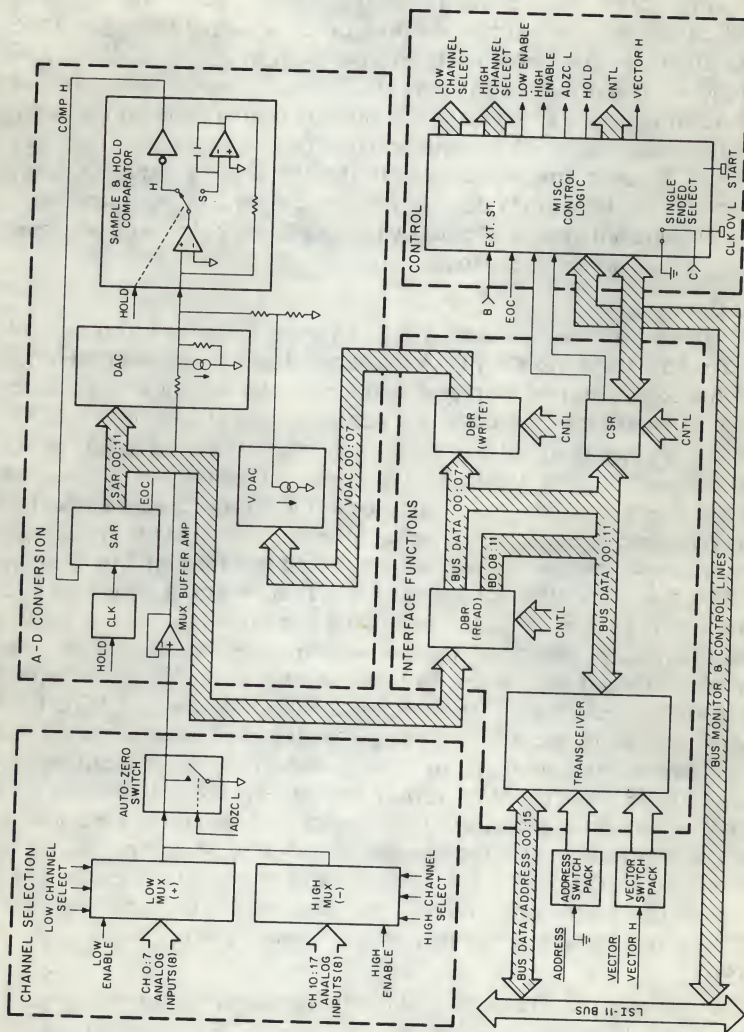 CHANNEL SELECTION
LOW CHANNEL
SELECT
LOW
ENABLE
LOW
MUX
(+)
CH 0:7
ANALOG
INPUTS (8)
HIGH
MUX
(−)
CH 10:17
ANALOG
INPUTS (8)
HIGH
ENABLE
HIGH CHANNEL
SELECT
AUTO-ZERO
SWITCH
ADZC L
A-D CONVERSION
COMP H
HOLD
CLK
SAR
EOC
SAR 00:11
MUX BUFFER AMP
DAC
HOLD
SAMPLE & HOLD
COMPARATOR
H
S
V DAC
VDAC 00:07
INTERFACE FUNCTIONS
DBR
(READ)
CNTL
BUS DATA 00:07
BD 08:11
BUS DATA 00:11
DBR
(WRITE)
CNTL
CSR
CNTL
TRANSCEIVER
BUS DATA/ADDRESS 00:15
ADDRESS
ADDRESS
SWITCH
PACK
VECTOR
VECTOR H
VECTOR
SWITCH
PACK
LSI-11 BUS
BUS MONITOR & CONTROL LINES
CONTROL
B
EXT. ST.
EOC
MISC.
CONTROL
LOGIC
SINGLE
ENDED
SELECT
C
CLK OV L
START
LOW
CHANNEL
SELECT
HIGH
CHANNEL
SELECT
LOW ENABLE
HIGH
ENABLE
ADZC L
HOLD
CNTL
VECTOR H